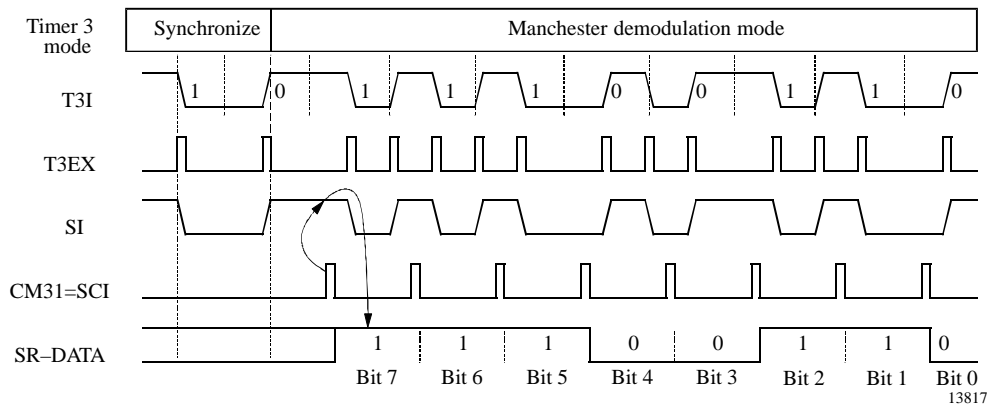 Timer 3 mode
Synchronize
Manchester demodulation mode
T3I
1 0 1 1 1 0 0 1 1 0
T3EX
SI
CM31=SCI
SR–DATA
1 1 1 0 0 1 1 0
Bit 7 Bit 6 Bit 5 Bit 4 Bit 3 Bit 2 Bit 1 Bit 0
13817